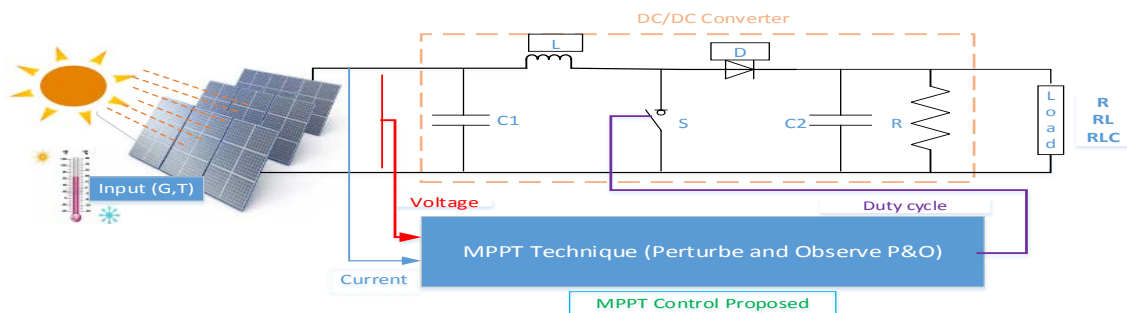 DC/DC Converter
L
D
C1
S
C2
R
Load
R
RL
RLC
Input (G,T)
Voltage
Duty cycle
MPPT Technique (Perturbe and Observe P&O)
Current
MPPT Control Proposed